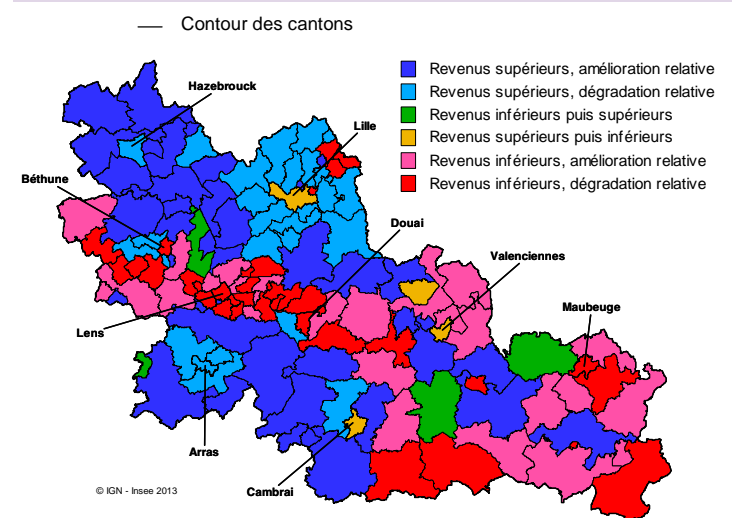 Contour des cantons
Revenus supérieurs, amélioration relative
Revenus supérieurs, dégradation relative
Revenus inférieurs puis supérieurs
Revenus supérieurs puis inférieurs
Revenus inférieurs, amélioration relative
Revenus inférieurs, dégradation relative
Hazebrouck
Lille
Béthune
Douai
Valenciennes
Maubeuge
Lens
Arras
Cambrai
© IGN - Insee 2013